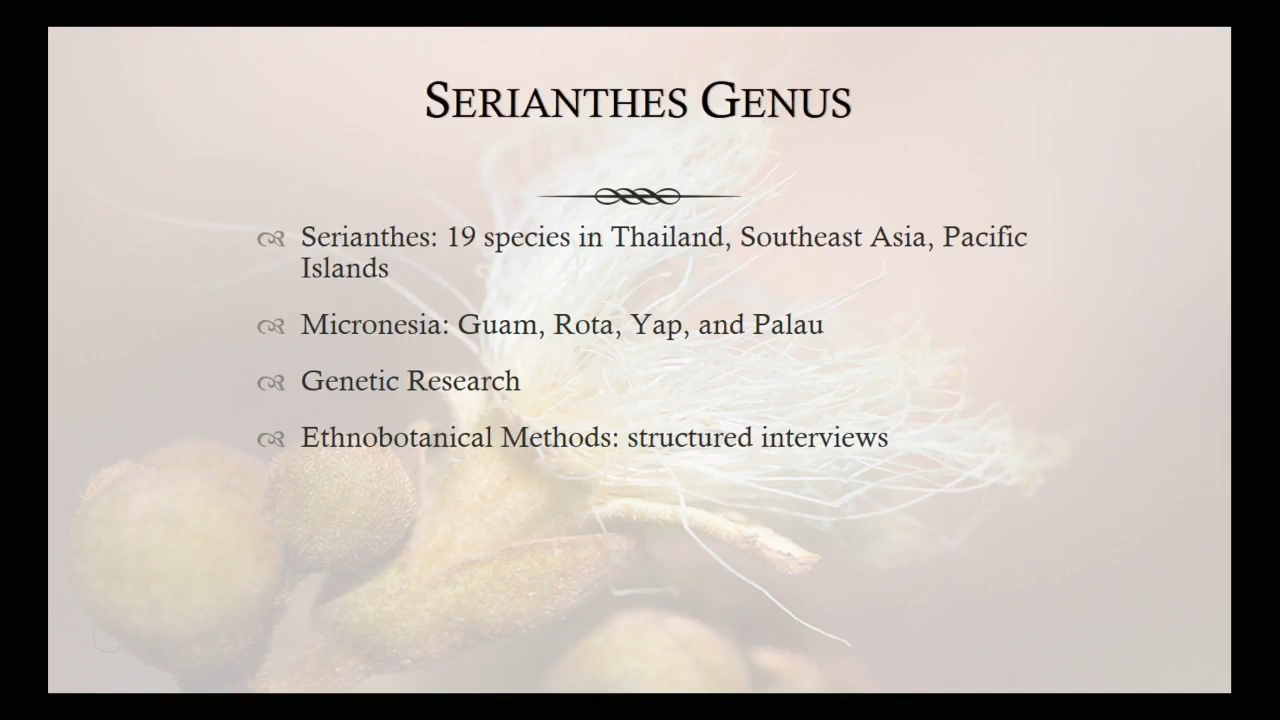 SERIANTHES GENUS
Serianthes: 19 species in Thailand, Southeast Asia, Pacific
Islands
Micronesia: Guam, Rota, Yap, and Palau
Genetic Research
Ethnobotanical Methods: structured interviews